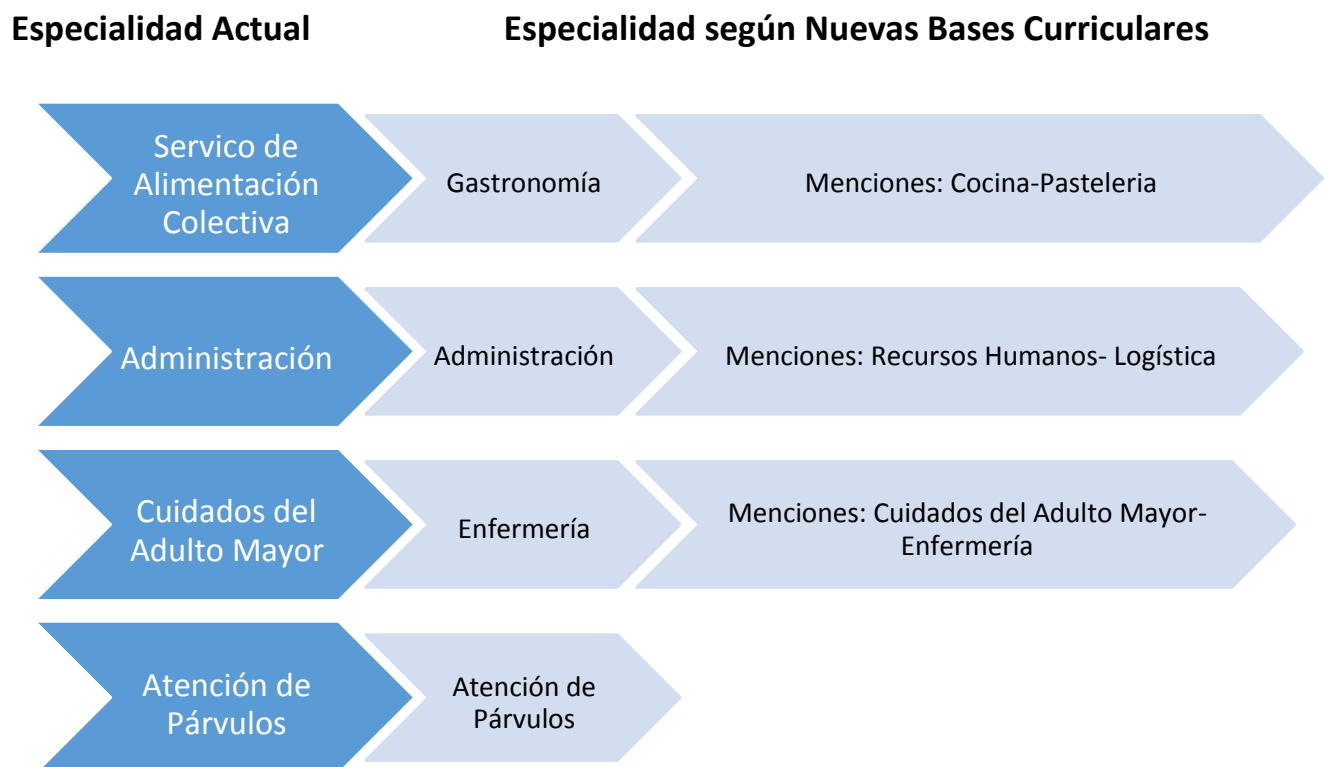 Especialidad Actual
Especialidad según Nuevas Bases Curriculares
Servico de
Alimentación
Colectiva
Gastronomía
Menciones: Cocina-Pasteleria
Administración
Administración
Menciones: Recursos Humanos- Logística
Cuidados del
Adulto Mayor
Enfermería
Menciones: Cuidados del Adulto Mayor-
Enfermería
Atención de
Párvulos
Atención de
Párvulos